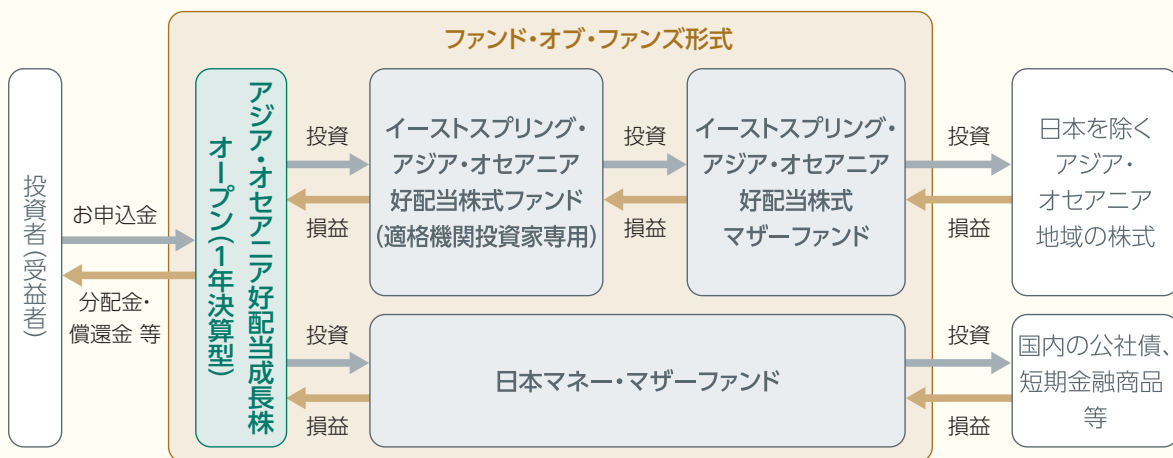 ファンド・オブ・ファンズ形式
投資者(受益者)
お申込金
分配金・
償還金 等
アジア・オセアニア好配当成長株
オープン(1年決算型)
投資
損益
イーストスプリング・
アジア・オセアニア
好配当株式ファンド
(適格機関投資家専用)
投資
損益
イーストスプリング・
アジア・オセアニア
好配当株式
マザーファンド
投資
損益
日本を除く
アジア・
オセアニア
地域の株式
投資
損益
日本マネー・マザーファンド
投資
損益
国内の公社債、
短期金融商品
等